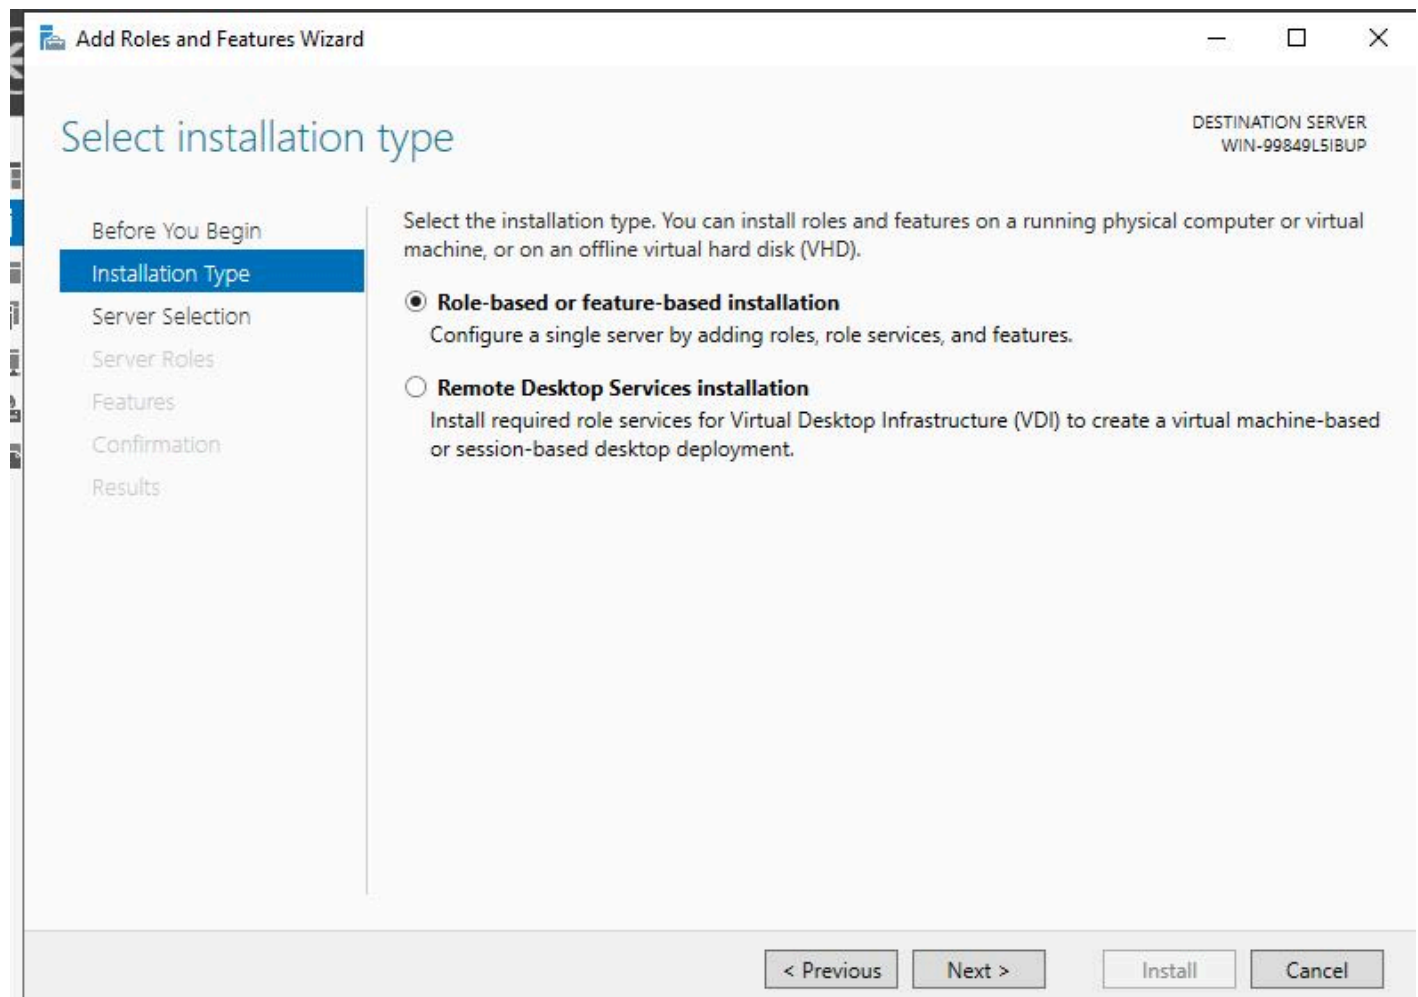 Add Roles and Features Wizard
Select installation type
DESTINATION SERVER
WIN-99849L5IBUP
Before You Begin
Installation Type
Server Selection
Server Roles
Features
Confirmation
Results
Select the installation type. You can install roles and features on a running physical computer or virtual
machine, or on an offline virtual hard disk (VHD).
Role-based or feature-based installation
Configure a single server by adding roles, role services, and features.
Remote Desktop Services installation
Install required role services for Virtual Desktop Infrastructure (VDI) to create a virtual machine-based
or session-based desktop deployment.
< Previous
Next >
Install
Cancel